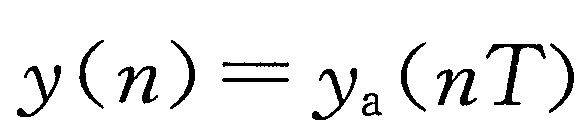 y(n) = y_a(nT)